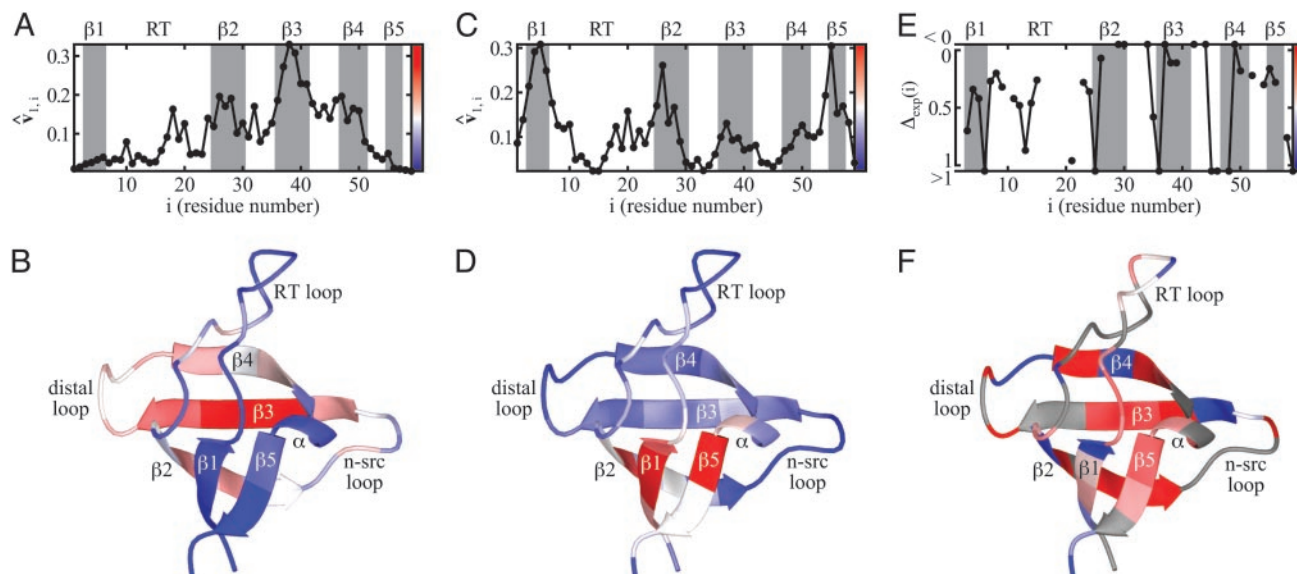 A
β1 RT β2 β3 β4 β5
0.3
0.2
0.1
v̂1, i
10 20 30 40 50
i (residue number)
C
β1 RT β2 β3 β4 β5
0.3
0.2
0.1
v̂1, i
10 20 30 40 50
i (residue number)
E
β1 RT β2 β3 β4 β5
< 0
0
0.5
1
>1
Δexp(i)
10 20 30 40 50
i (residue number)
B
RT loop
β4
distal
loop
β3
α
β2
β1
β5
n-src
loop
D
RT loop
β4
distal
loop
β3
α
β2
β1
β5
n-src
loop
F
RT loop
β4
distal
loop
β3
α
β2
β1
β5
n-src
loop